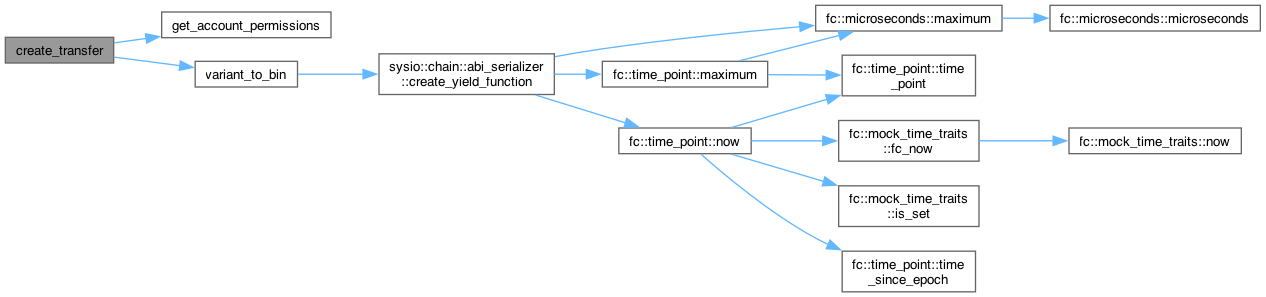 create_transfer
get_account_permissions
variant_to_bin
sysio::chain::abi_serializer
::create_yield_function
fc::microseconds::maximum
fc::microseconds::microseconds
fc::time_point::maximum
fc::time_point::time
_point
fc::time_point::now
fc::mock_time_traits
::fc_now
fc::mock_time_traits::now
fc::mock_time_traits
::is_set
fc::time_point::time
_since_epoch